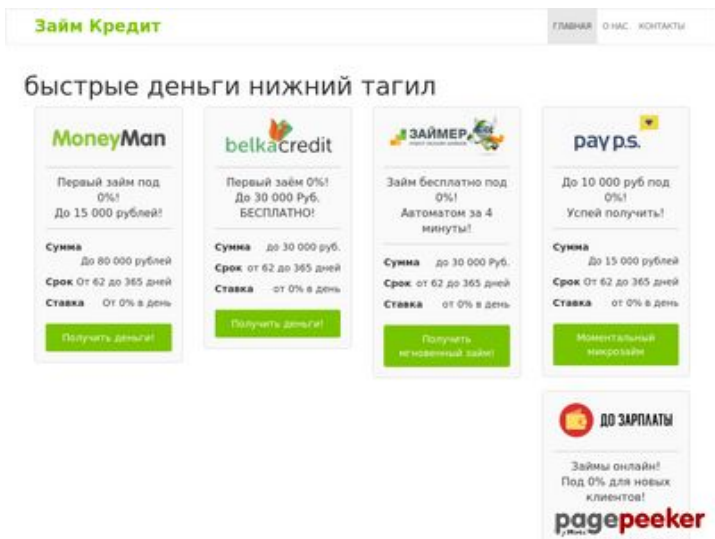 Займ Кредит
ГЛАВНАЯ О НАС КОНТАКТЫ
быстрые деньги нижний тагил
MoneyMan
Первый займ под
0%!
До 15 000 рублей!
Сумма
До 80 000 рублей
Срок От 62 до 365 дней
Ставка От 0% в день
Получить деньги!
belkacredit
Первый заём 0%!
До 30 000 Руб.
БЕСПЛАТНО!
Сумма до 30 000 руб.
Срок от 62 до 365 дней
Ставка от 0% в день
Получить деньги!
ЗАЙМЕР
Займ бесплатно под
0%!
Автоматом за 4
минуты!
Сумма до 30 000 Руб.
Срок от 62 до 365 дней
Ставка от 0% в день
Получить
мгновенный займ!
pay p.s.
До 10 000 руб под
0%!
Успей получить!
Сумма
До 15 000 рублей
Срок От 62 до 365 дней
Ставка от 0% в день
Моментальный
микрозайм
ДО ЗАРПЛАТЫ
Займы онлайн!
Под 0% для новых
клиентов!
pagepeeker